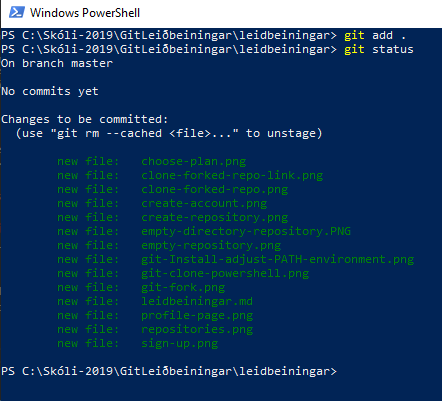 Windows PowerShell
PS C:\Skóli-2019\GitLeiðbeiningar\leidbeiningar> git add .
PS C:\Skóli-2019\GitLeiðbeiningar\leidbeiningar> git status
On branch master
No commits yet
Changes to be committed:
(use "git rm --cached <file>..." to unstage)
new file: choose-plan.png
new file: clone-forked-repo-link.png
new file: clone-forked-repo.png
new file: create-account.png
new file: create-repository.png
new file: empty-directory-repository.PNG
new file: empty-repository.png
new file: git-Install-adjust-PATH-environment.png
new file: git-clone-powershell.png
new file: git-fork.png
new file: leidbeiningar.md
new file: profile-page.png
new file: repositories.png
new file: sign-up.png
PS C:\Skóli-2019\GitLeiðbeiningar\leidbeiningar>